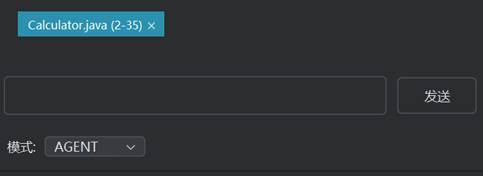 Calculator.java (2-35) ×
发送
模式: AGENT